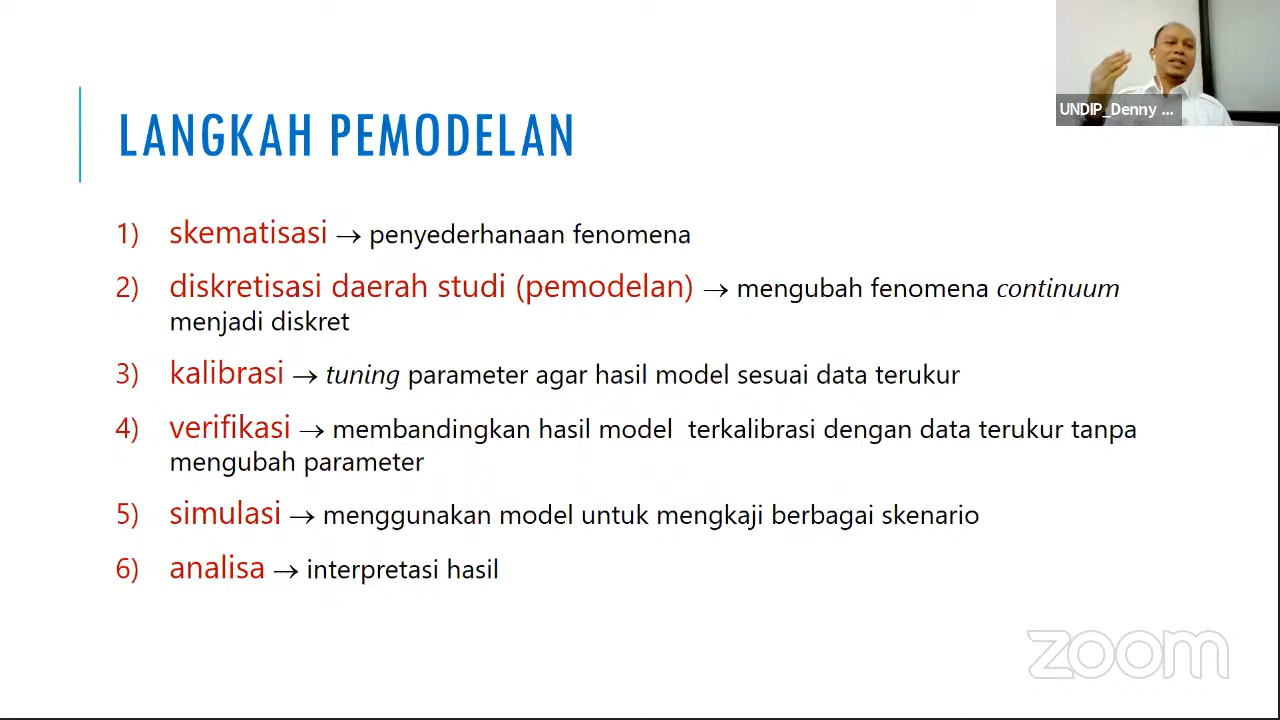 UNDIP_Denny ...
LANGKAH PEMODELAN
1) skematisasi → penyederhanaan fenomena
2) diskretisasi daerah studi (pemodelan) → mengubah fenomena continuum
menjadi diskret
3) kalibrasi → tuning parameter agar hasil model sesuai data terukur
4) verifikasi → membandingkan hasil model terkalibrasi dengan data terukur tanpa
mengubah parameter
5) simulasi → menggunakan model untuk mengkaji berbagai skenario
6) analisa → interpretasi hasil
zoom